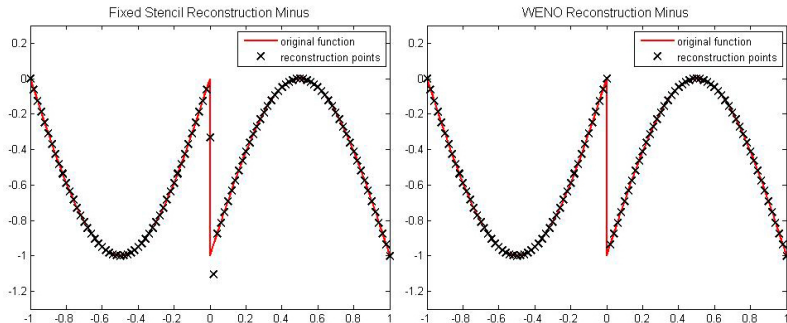 Fixed Stencil Reconstruction Minus
0.2
0
-0.2
-0.4
-0.6
-0.8
-1
-1.2
-1 -0.8 -0.6 -0.4 -0.2 0 0.2 0.4 0.6 0.8 1
original function
reconstruction points
WENO Reconstruction Minus
0.2
0
-0.2
-0.4
-0.6
-0.8
-1
-1.2
-1 -0.8 -0.6 -0.4 -0.2 0 0.2 0.4 0.6 0.8 1
original function
reconstruction points